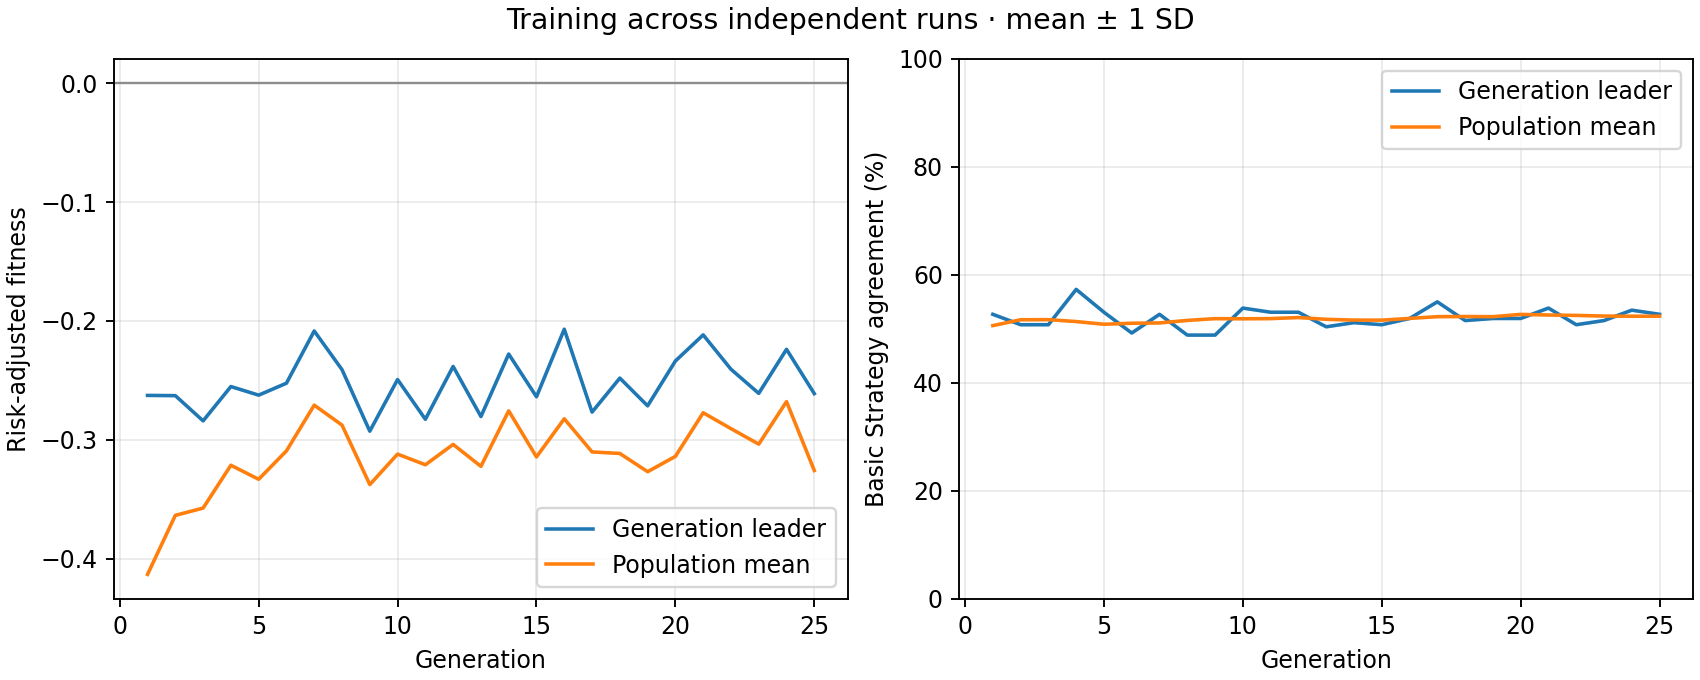 Training across independent runs · mean ± 1 SD
Risk-adjusted fitness
0.0
−0.1
−0.2
−0.3
−0.4
Generation leader
Population mean
0
5
10
15
20
25
Generation
Basic Strategy agreement (%)
100
80
60
40
20
0
Generation leader
Population mean
0
5
10
15
20
25
Generation